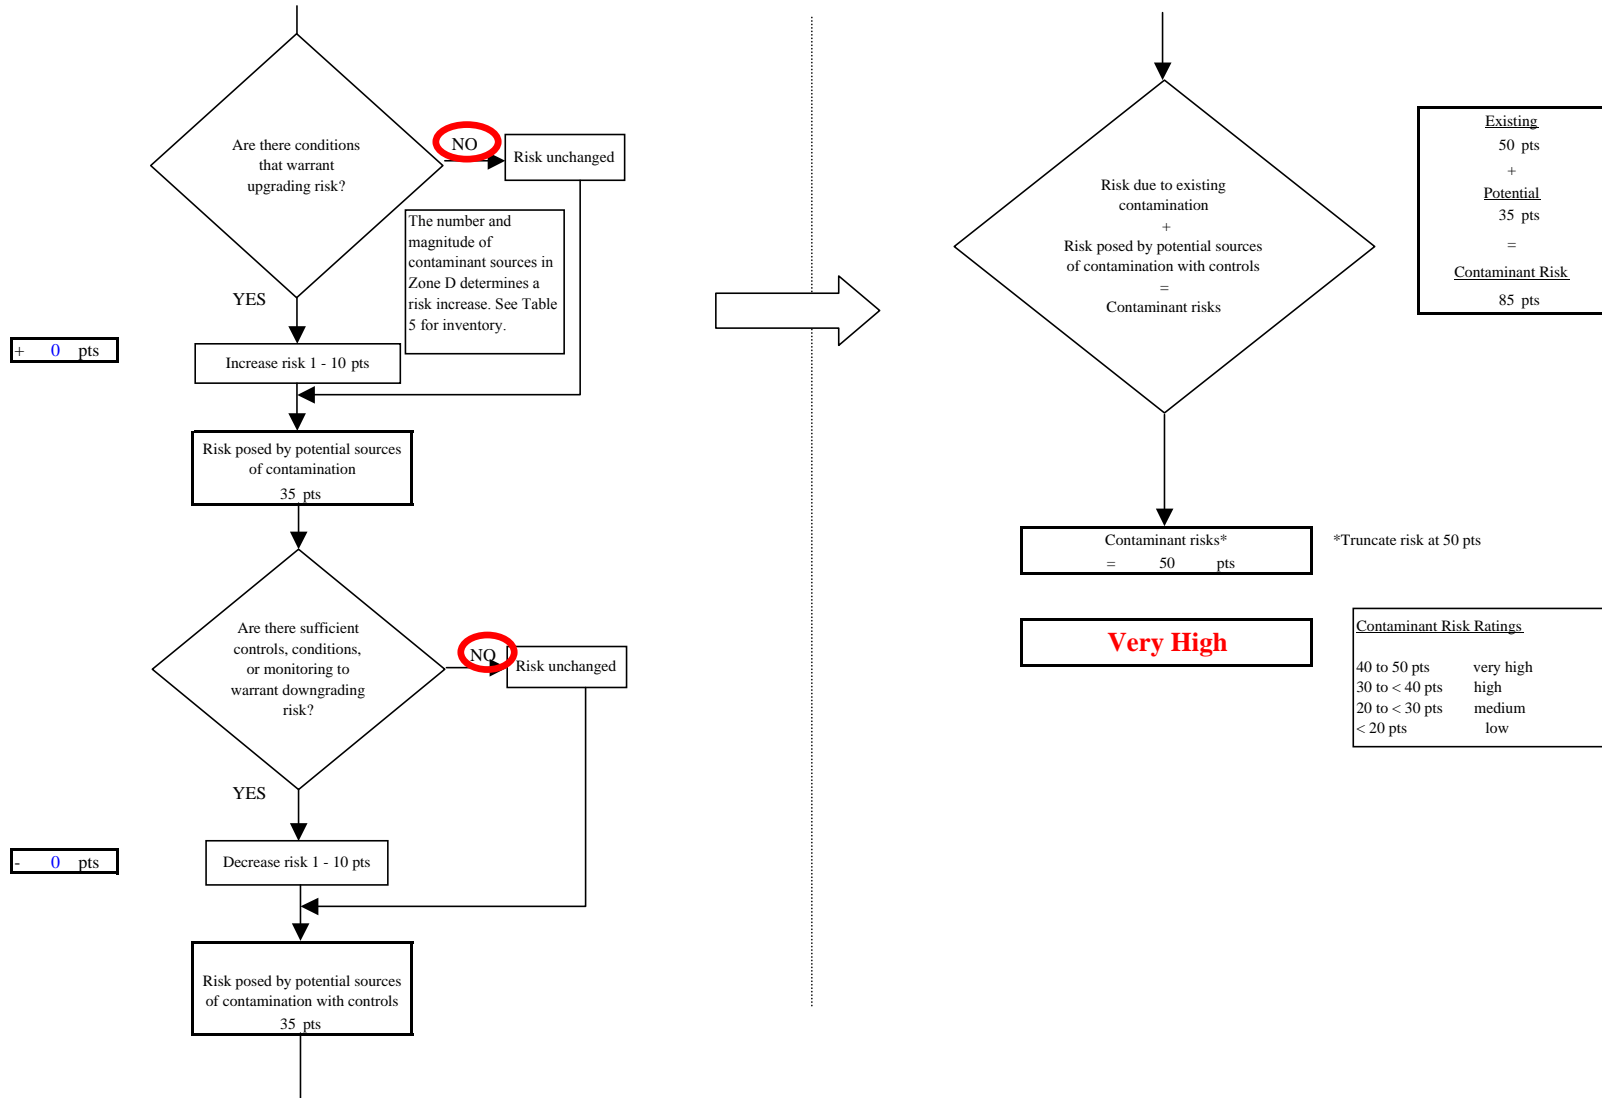 Are there conditions
that warrant
upgrading risk?
NO
Risk unchanged
The number and
magnitude of
contaminant sources in
Zone D determines a
risk increase. See Table
5 for inventory.
YES
+ 0 pts
Increase risk 1 - 10 pts
Risk posed by potential sources
of contamination
35 pts
Are there sufficient
controls, conditions,
or monitoring to
warrant downgrading
risk?
NO
Risk unchanged
YES
- 0 pts
Decrease risk 1 - 10 pts
Risk posed by potential sources
of contamination with controls
35 pts
Risk due to existing
contamination
+
Risk posed by potential sources
of contamination with controls
=
Contaminant risks
Existing
50 pts
+
Potential
35 pts
=
Contaminant Risk
85 pts
Contaminant risks*
= 50 pts
*Truncate risk at 50 pts
Very High
Contaminant Risk Ratings
40 to 50 pts very high
30 to < 40 pts high
20 to < 30 pts medium
< 20 pts low